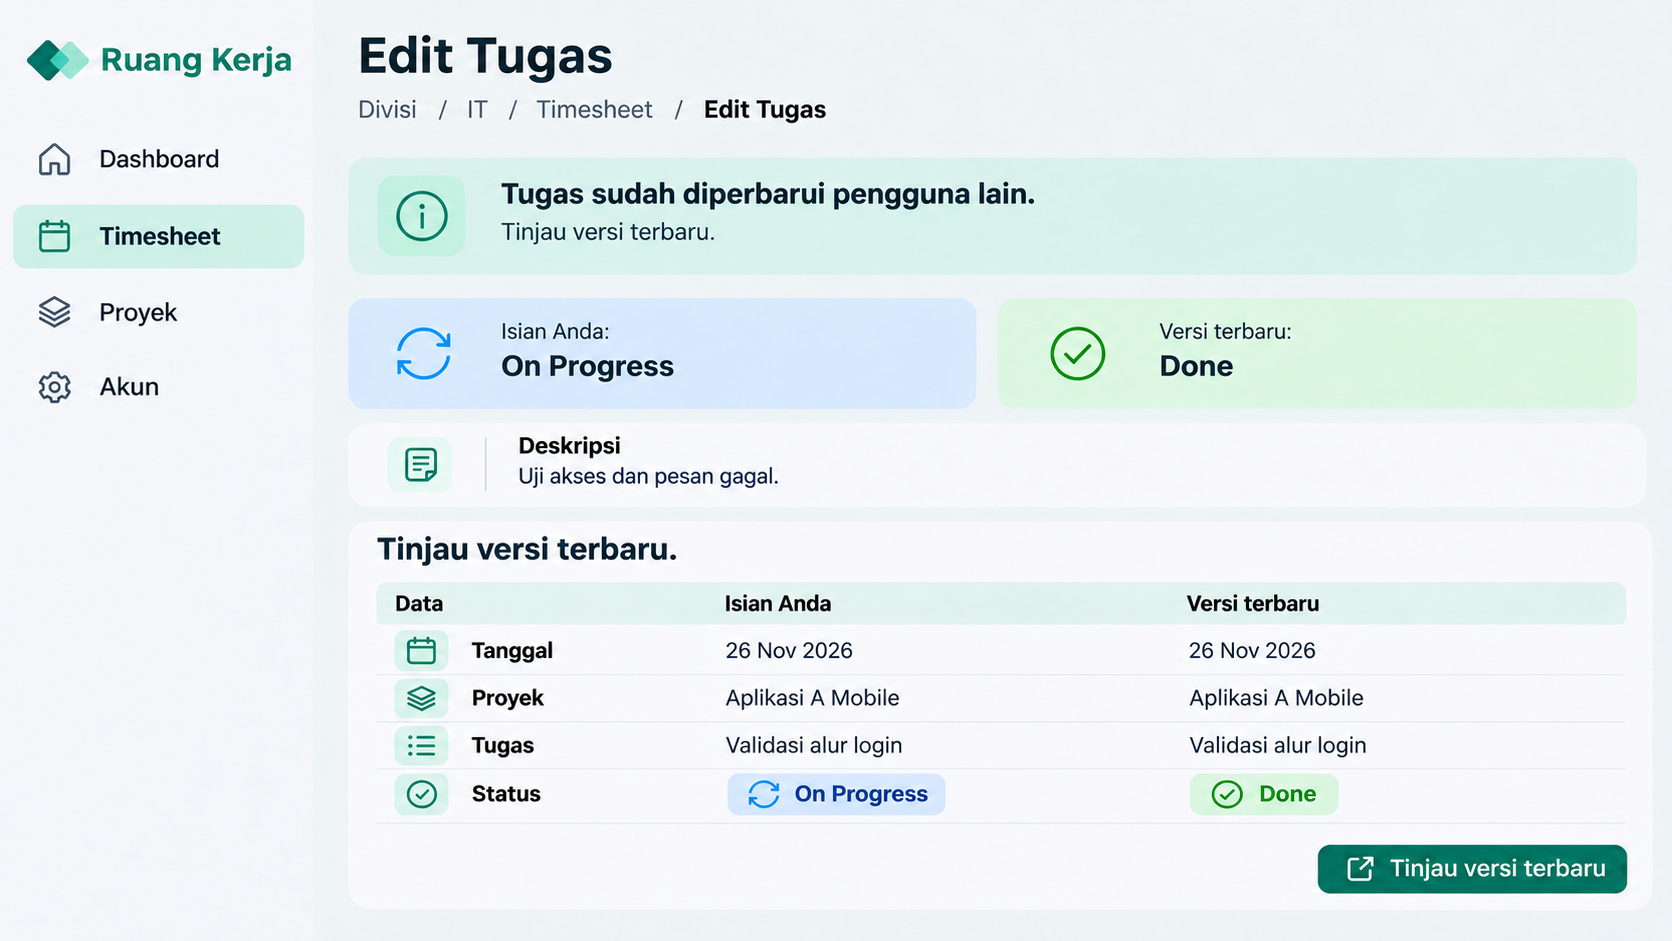 Ruang Kerja
Dashboard
Timesheet
Proyek
Akun
Edit Tugas
Divisi / IT / Timesheet / Edit Tugas
Tugas sudah diperbarui pengguna lain.
Tinjau versi terbaru.
Isian Anda:
On Progress
Versi terbaru:
Done
Deskripsi
Uji akses dan pesan gagal.
Tinjau versi terbaru.
Data Isian Anda Versi terbaru
Tanggal 26 Nov 2026 26 Nov 2026
Proyek Aplikasi A Mobile Aplikasi A Mobile
Tugas Validasi alur login Validasi alur login
Status On Progress Done
Tinjau versi terbaru